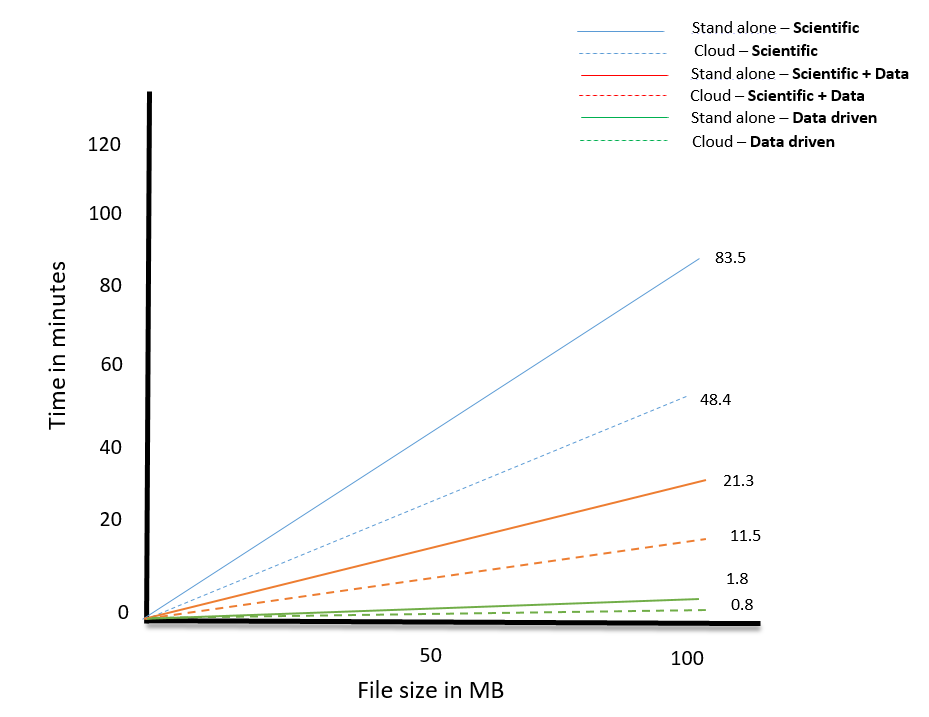 Stand alone – Scientific
Cloud – Scientific
Stand alone – Scientific + Data
Cloud – Scientific + Data
Stand alone – Data driven
Cloud – Data driven
120
100
80
60
40
20
0
Time in minutes
83.5
48.4
21.3
11.5
1.8
0.8
50
100
File size in MB